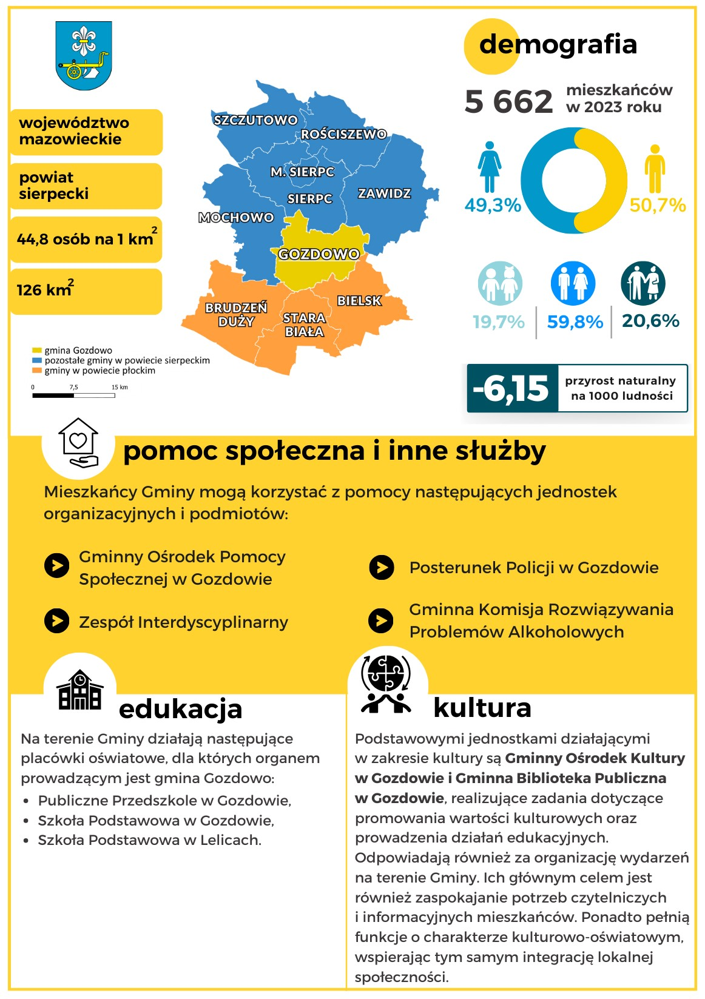 demografia
5 662
mieszkańców
w 2023 roku
województwo
mazowieckie
powiat
sierpecki
44,8 osób na 1 km²
126 km²
SZCZUTOWO
ROŚCISZEWO
M. SIERPC
SIERPC
ZAWIDZ
MOCHOWO
GOZDOWO
BRUDZEŃ
DUŻY
STARA
BIAŁA
BIELSK
gmina Gozdowo
pozostałe gminy w powiecie sierpeckim
gminy w powiecie płockim
0 7,5 15 km
49,3%
50,7%
19,7%
59,8%
20,6%
-6,15
przyrost naturalny
na 1000 ludności
pomoc społeczna i inne służby
Mieszkańcy Gminy mogą korzystać z pomocy następujących jednostek
organizacyjnych i podmiotów:
Gminny Ośrodek Pomocy
Społecznej w Gozdowie
Zespół Interdyscyplinarny
Posterunek Policji w Gozdowie
Gminna Komisja Rozwiązywania
Problemów Alkoholowych
edukacja
Na terenie Gminy działają następujące
placówki oświatowe, dla których organem
prowadzącym jest gmina Gozdowo:
• Publiczne Przedszkole w Gozdowie,
• Szkoła Podstawowa w Gozdowie,
• Szkoła Podstawowa w Lelicach.
kultura
Podstawowymi jednostkami działającymi
w zakresie kultury są Gminny Ośrodek Kultury
w Gozdowie i Gminna Biblioteka Publiczna
w Gozdowie, realizujące zadania dotyczące
promowania wartości kulturowych oraz
prowadzenia działań edukacyjnych.
Odpowiadają również za organizację wydarzeń
na terenie Gminy. Ich głównym celem jest
również zaspokajanie potrzeb czytelniczych
i informacyjnych mieszkańców. Ponadto pełnią
funkcje o charakterze kulturowo-oświatowym,
wspierając tym samym integrację lokalnej
społeczności.